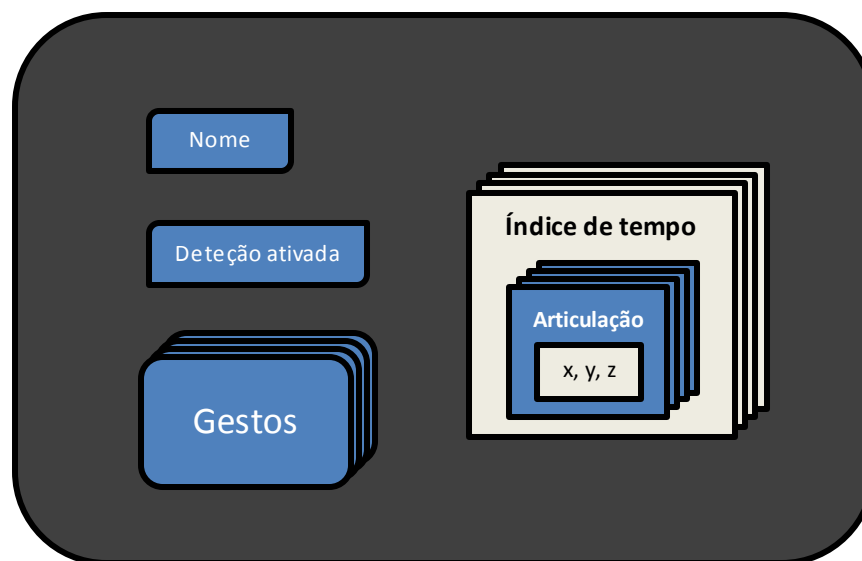 Nome
Deteção ativada
Gestos
Índice de tempo
Articulação
x, y, z